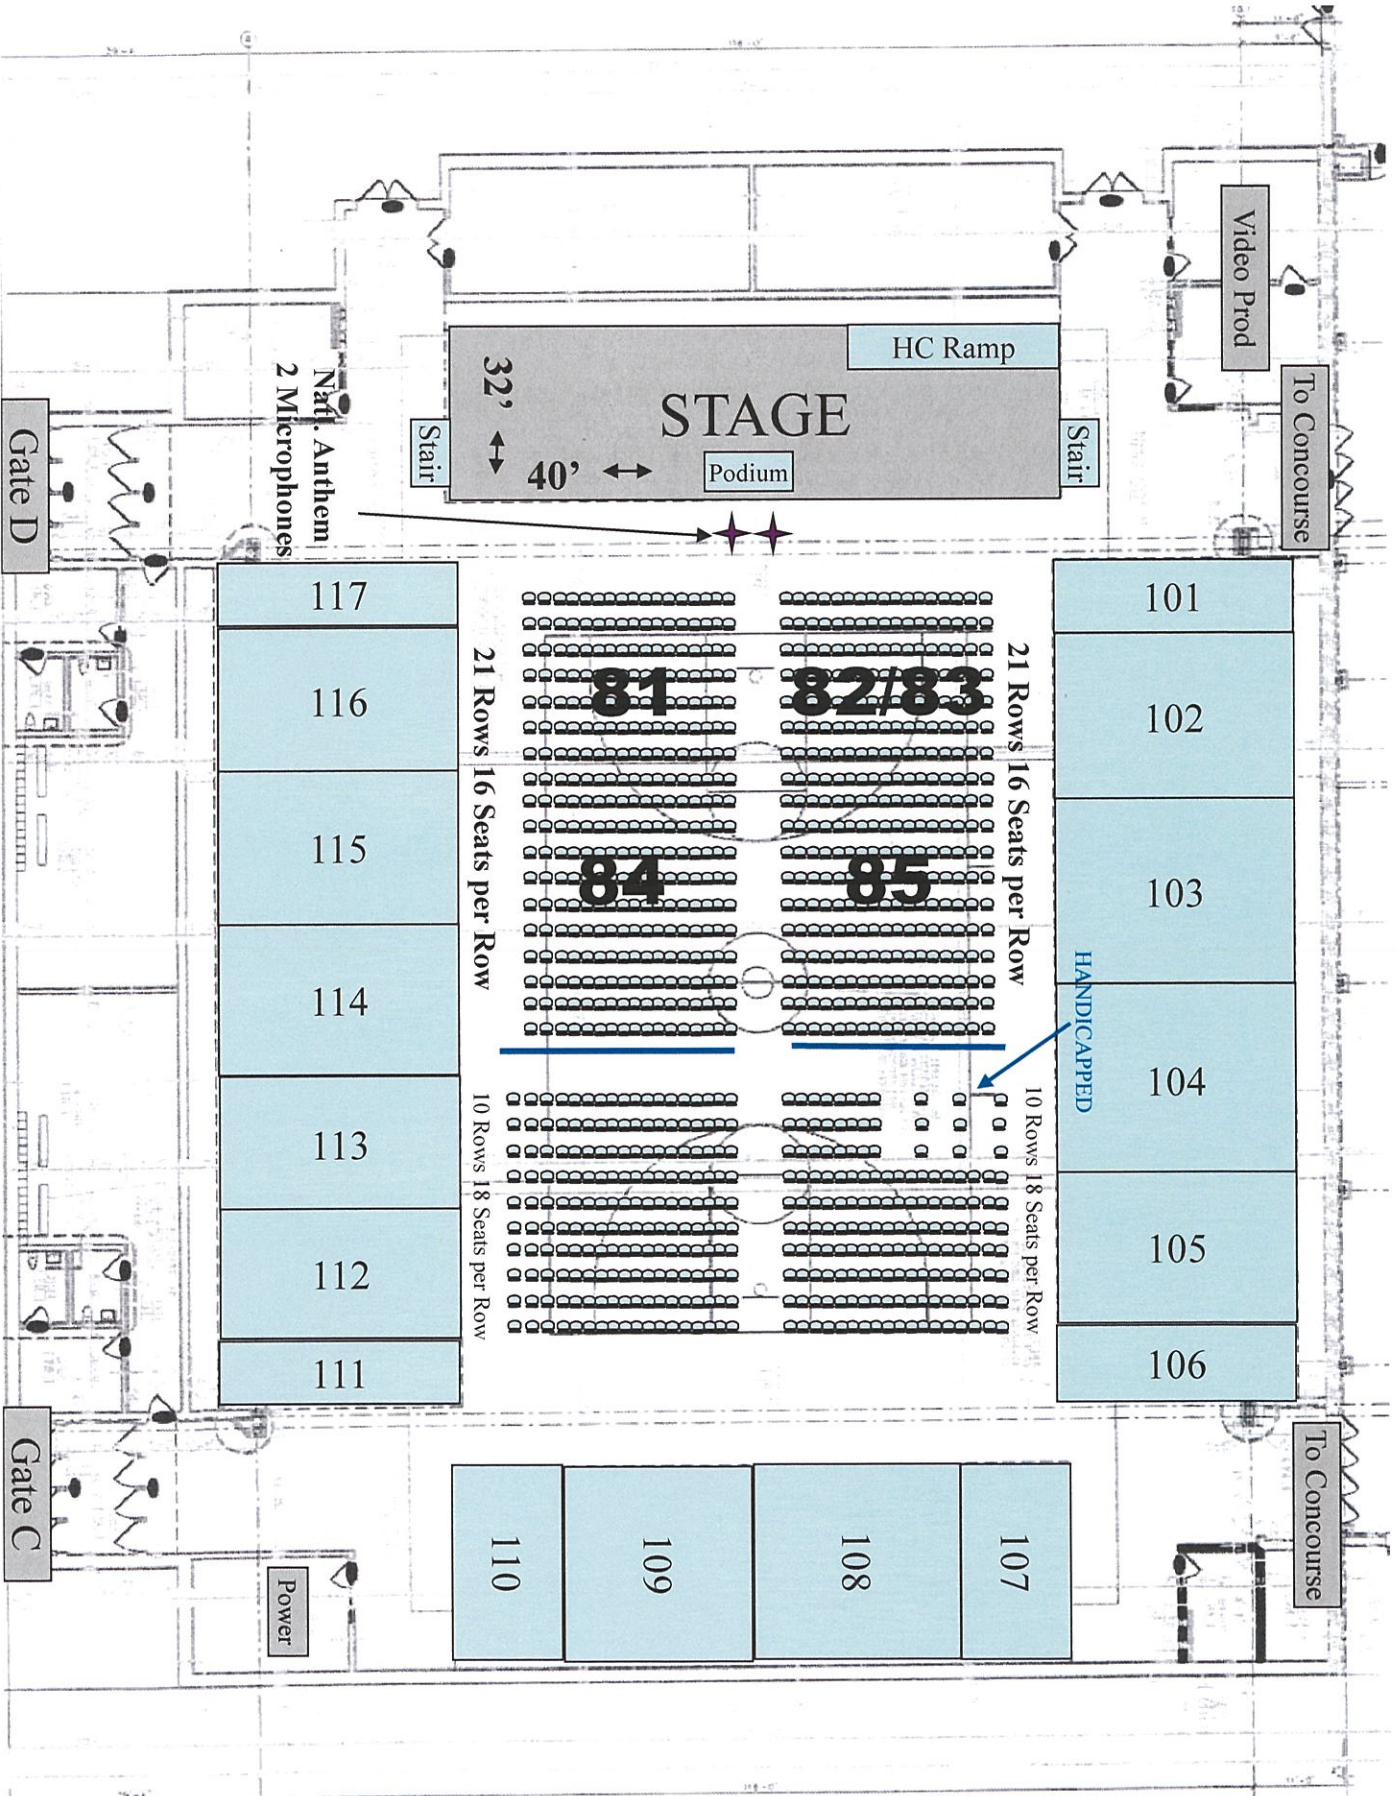 Video Prod
HC Ramp
To Concourse
32'
STAGE
Stair
Stair
40'
Podium
Gate D
Natl. Anthem
2 Microphones
117
101
116
102
81
82/83
21 Rows 16 Seats per Row
21 Rows 16 Seats per Row
115
103
84
85
114
HANDICAPPED
104
113
10 Rows 18 Seats per Row
10 Rows 18 Seats per Row
112
105
111
106
Gate C
To Concourse
110
109
108
107
Power